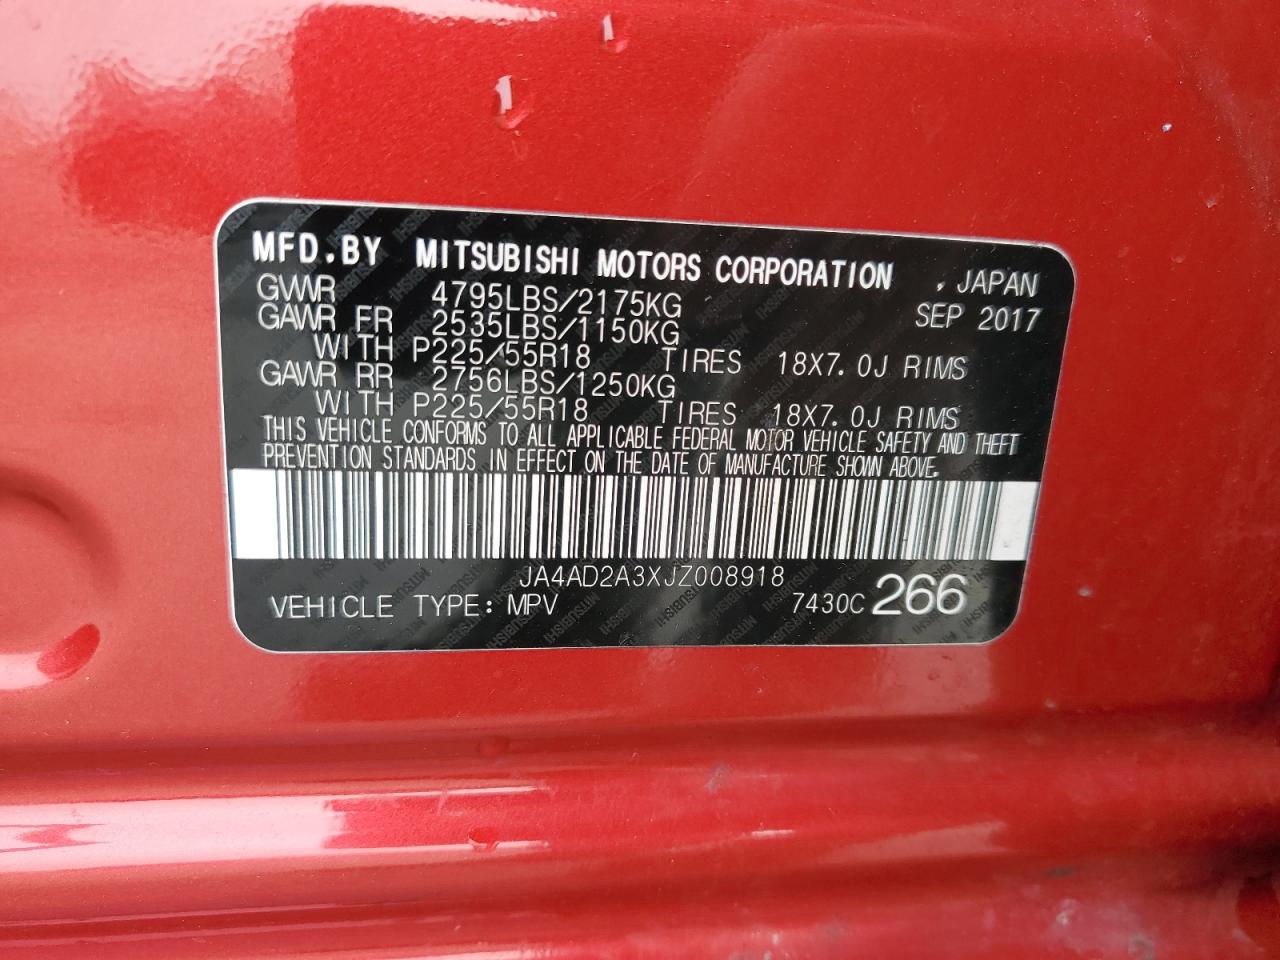 MFD.BY MITSUBISHI MOTORS CORPORATION , JAPAN
GVWR 4795LBS/2175KG SEP 2017
GAWR FR 2535LBS/1150KG
WITH P225/55R18 TIRES 18X7.0J RIMS
GAWR RR 2756LBS/1250KG
WITH P225/55R18 TIRES 18X7.0J RIMS
THIS VEHICLE CONFORMS TO ALL APPLICABLE FEDERAL MOTOR VEHICLE SAFETY AND THEFT
PREVENTION STANDARDS IN EFFECT ON THE DATE OF MANUFACTURE SHOWN ABOVE.
JA4AD2A3XJZ008918
VEHICLE TYPE: MPV 7430C 266